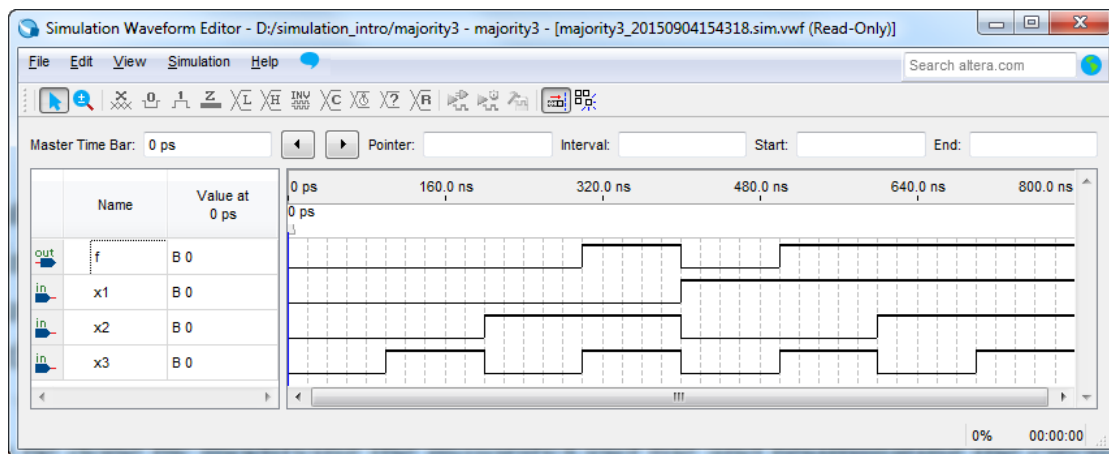 Simulation Waveform Editor - D:/simulation_intro/majority3 - majority3 - [majority3_20150904154318.sim.vwf (Read-Only)]
File Edit View Simulation Help Search altera.com
Master Time Bar: 0 ps Pointer: Interval: Start: End:
Name Value at 0 ps
0 ps 160.0 ns 320.0 ns 480.0 ns 640.0 ns 800.0 ns
0 ps
out f B 0
in x1 B 0
in x2 B 0
in x3 B 0
0% 00:00:00